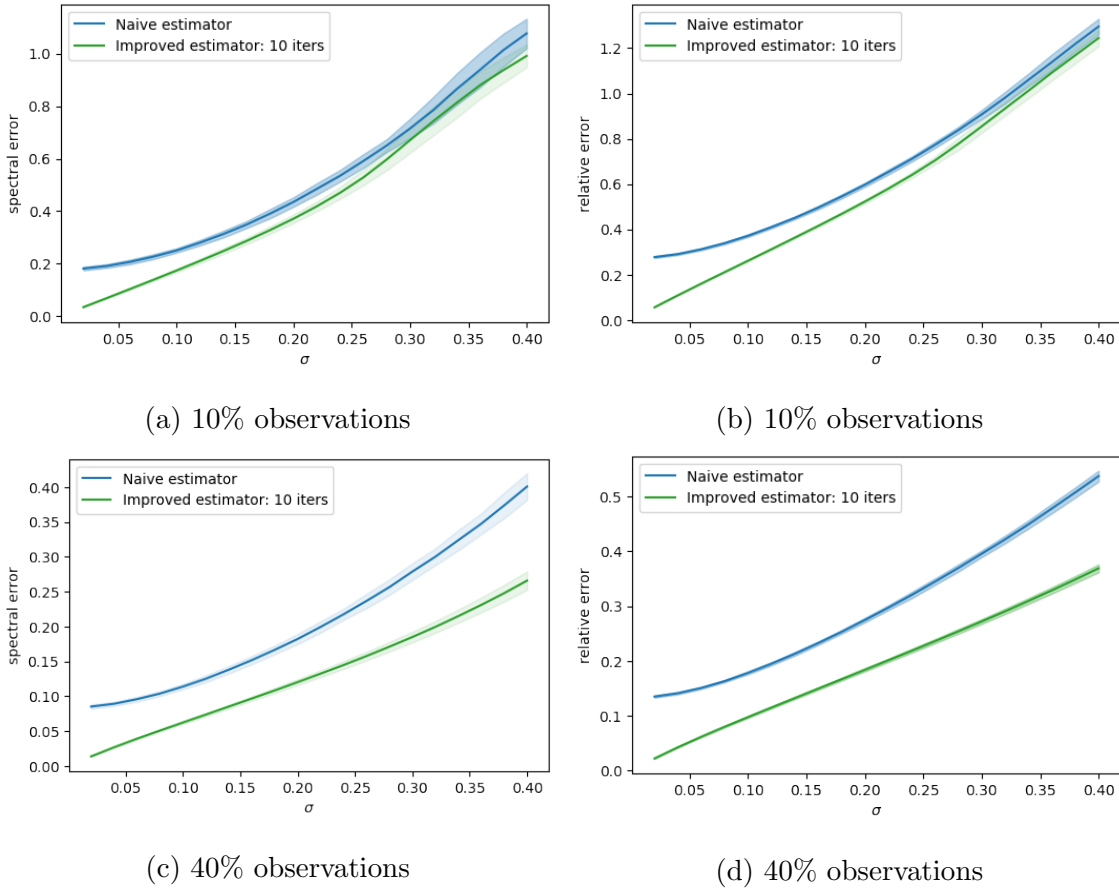 Naive estimator
Improved estimator: 10 iters
spectral error
1.0
0.8
0.6
0.4
0.2
0.0
0.05 0.10 0.15 0.20 0.25 0.30 0.35 0.40
σ
(a) 10% observations
Naive estimator
Improved estimator: 10 iters
relative error
1.2
1.0
0.8
0.6
0.4
0.2
0.0
0.05 0.10 0.15 0.20 0.25 0.30 0.35 0.40
σ
(b) 10% observations
Naive estimator
Improved estimator: 10 iters
spectral error
0.40
0.35
0.30
0.25
0.20
0.15
0.10
0.05
0.00
0.05 0.10 0.15 0.20 0.25 0.30 0.35 0.40
σ
(c) 40% observations
Naive estimator
Improved estimator: 10 iters
relative error
0.5
0.4
0.3
0.2
0.1
0.0
0.05 0.10 0.15 0.20 0.25 0.30 0.35 0.40
σ
(d) 40% observations